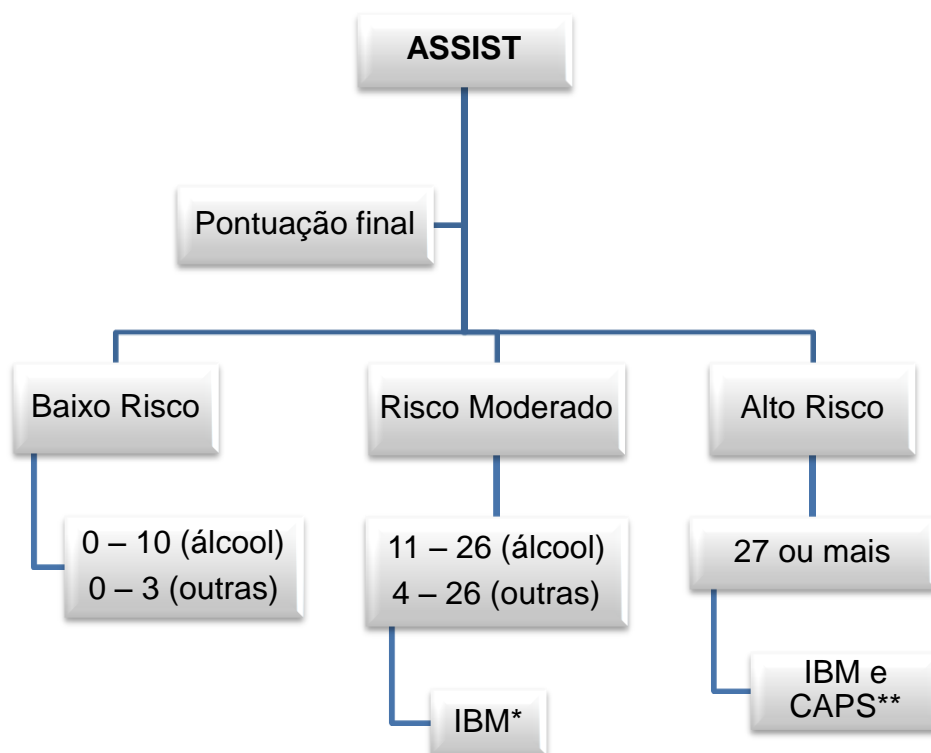 ASSIST
Pontuação final
Baixo Risco
Risco Moderado
Alto Risco
0 – 10 (álcool)
0 – 3 (outras)
11 – 26 (álcool)
4 – 26 (outras)
27 ou mais
IBM*
IBM e
CAPS**